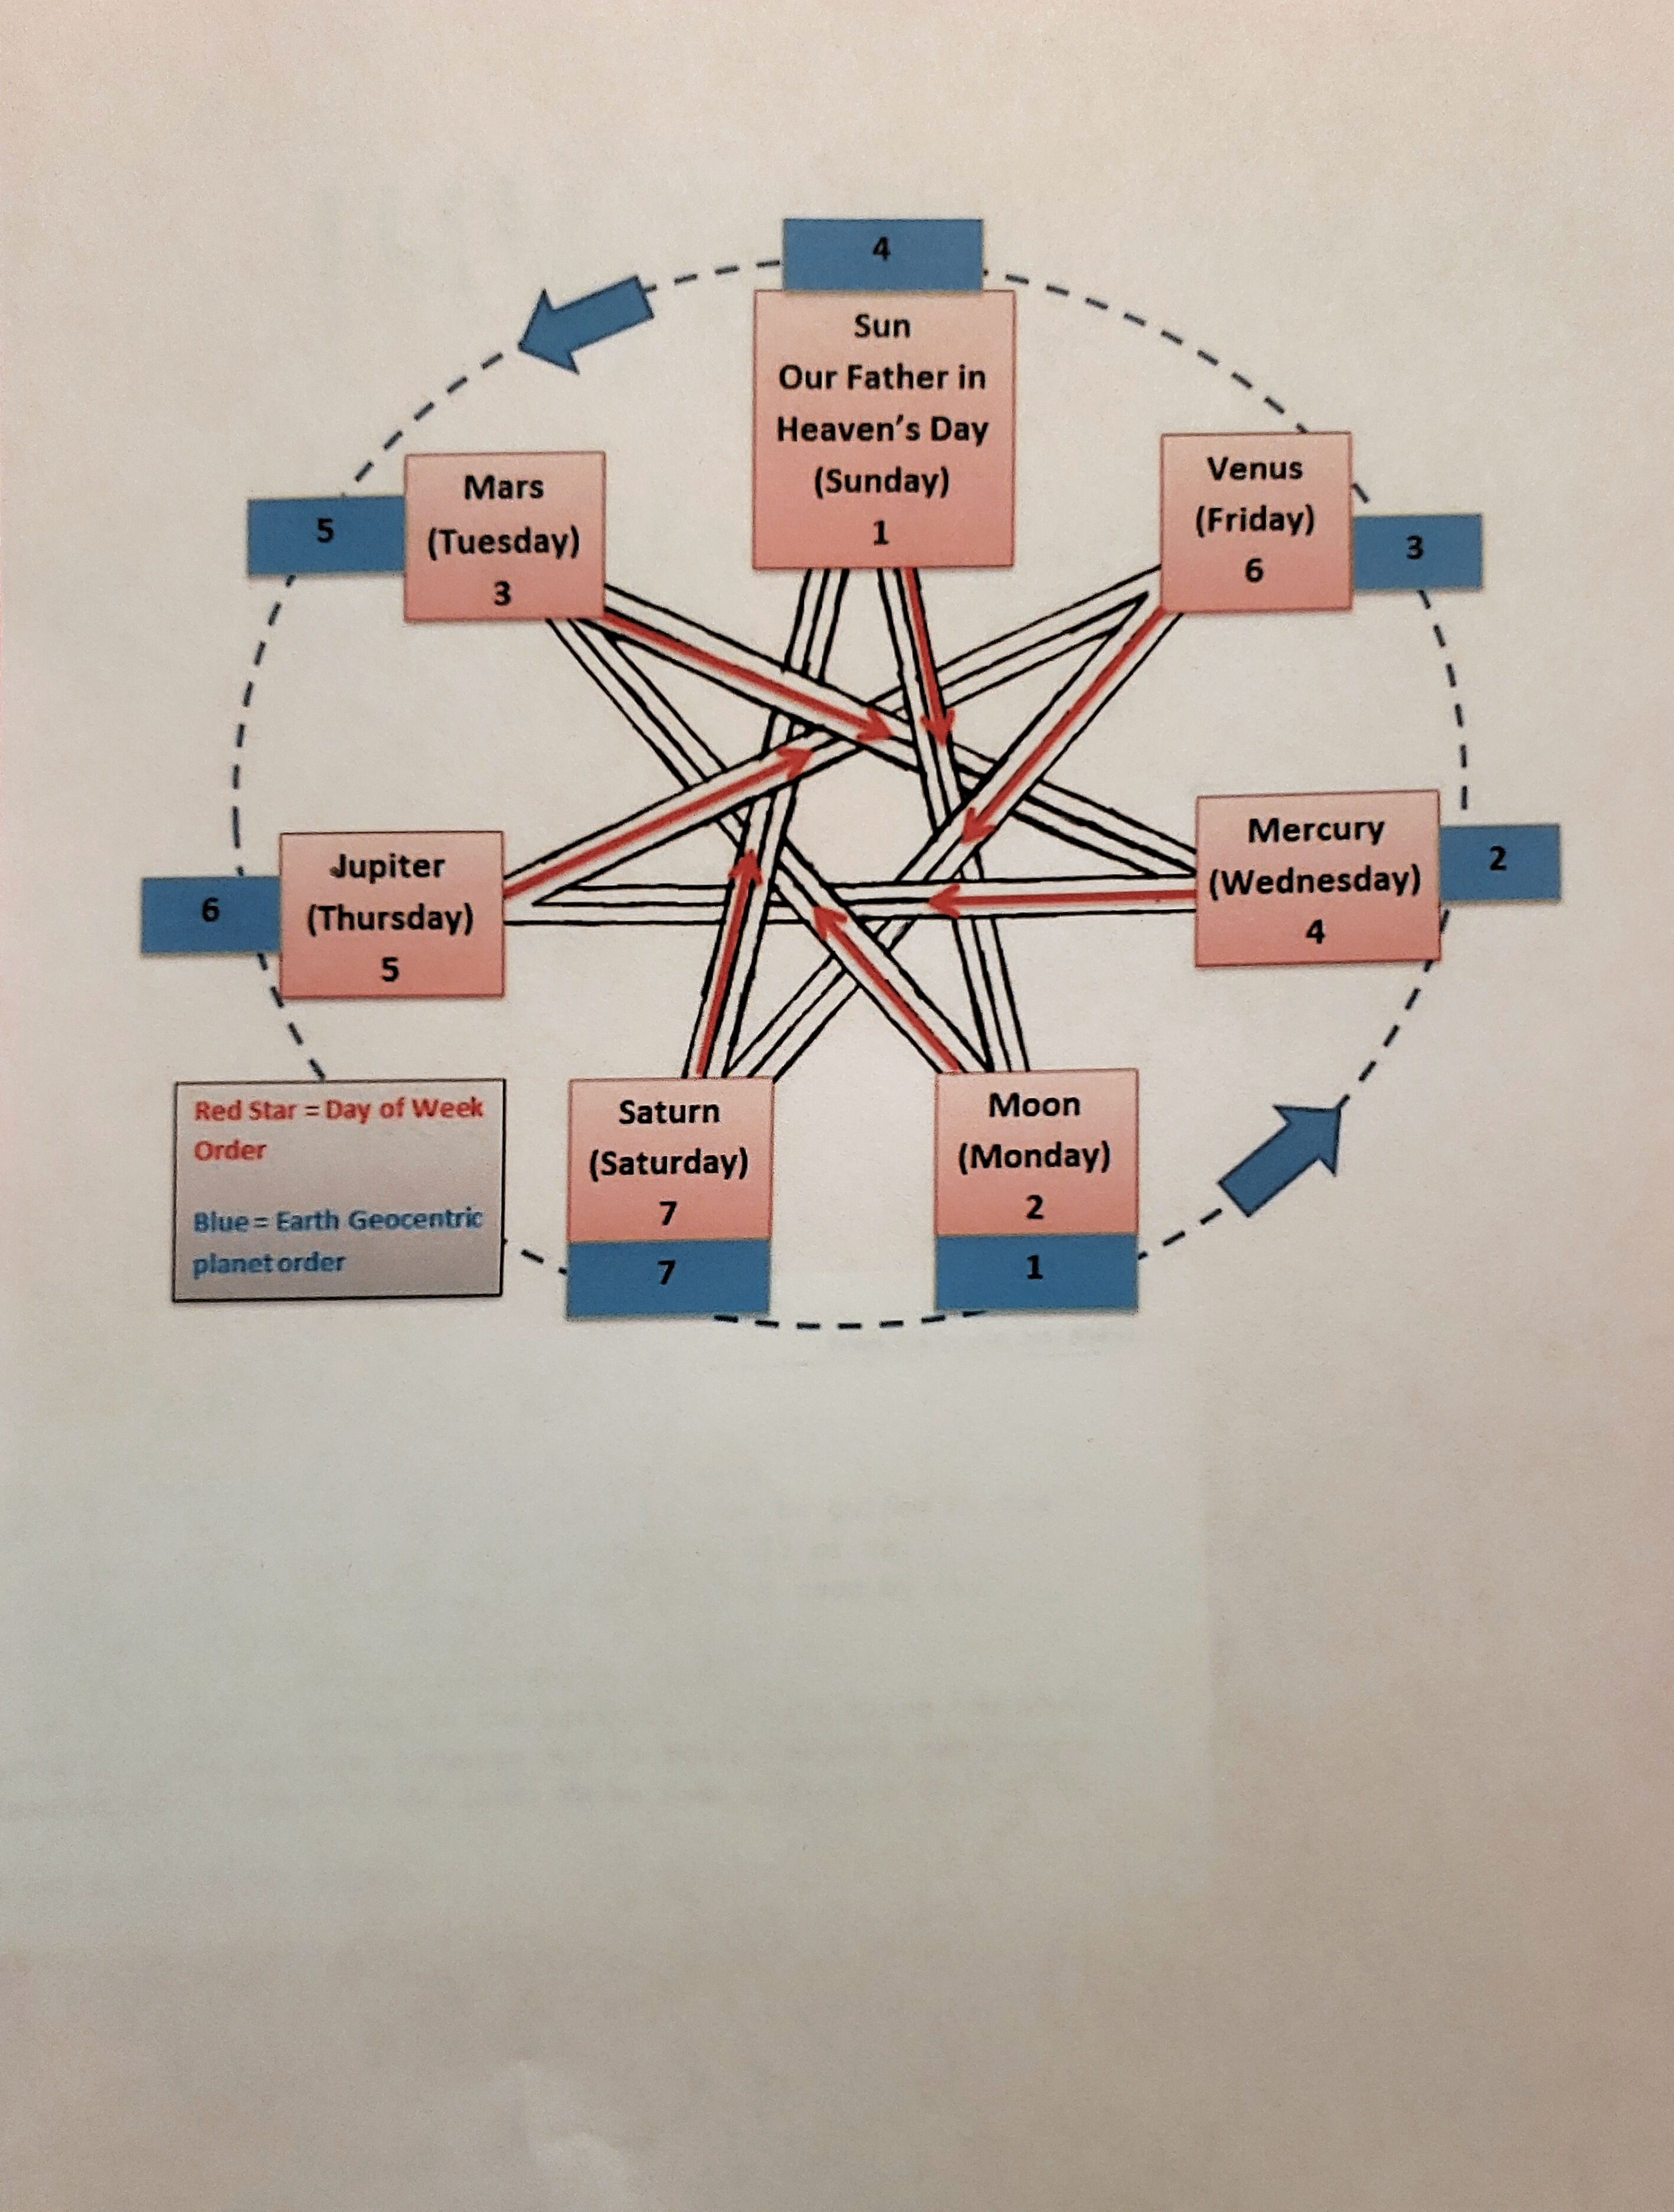 4
Sun
Our Father in
Heaven's Day
(Sunday)
1
Venus
(Friday)
6
3
Mars
(Tuesday)
3
5
Mercury
(Wednesday)
4
2
Jupiter
(Thursday)
5
6
Red Star = Day of Week
Order
Blue = Earth Geocentric
planet order
Saturn
(Saturday)
7
7
Moon
(Monday)
2
1